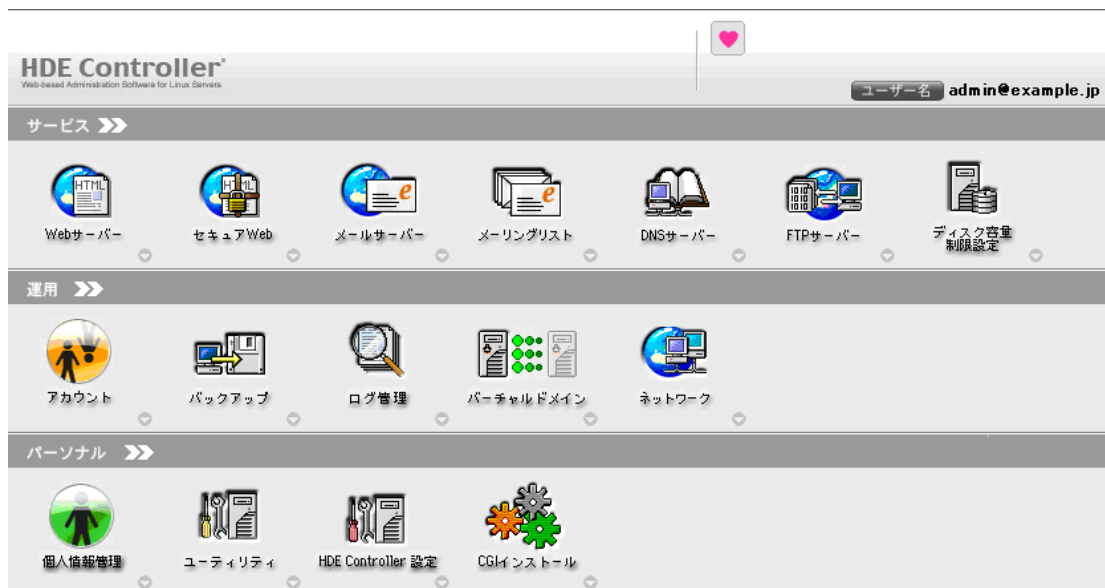 HDE Controller
Web-based Administration Software for Linux Servers
ユーザー名 admin@example.jp
サービス
HTML HTML
Webサーバー セキュアWeb メールサーバー メーリングリスト DNSサーバー FTPサーバー ディスク容量
制限設定
運用
アカウント バックアップ ログ管理 バーチャルドメイン ネットワーク
パーソナル
個人情報管理 ユーティリティ HDE Controller 設定 CGIインストール